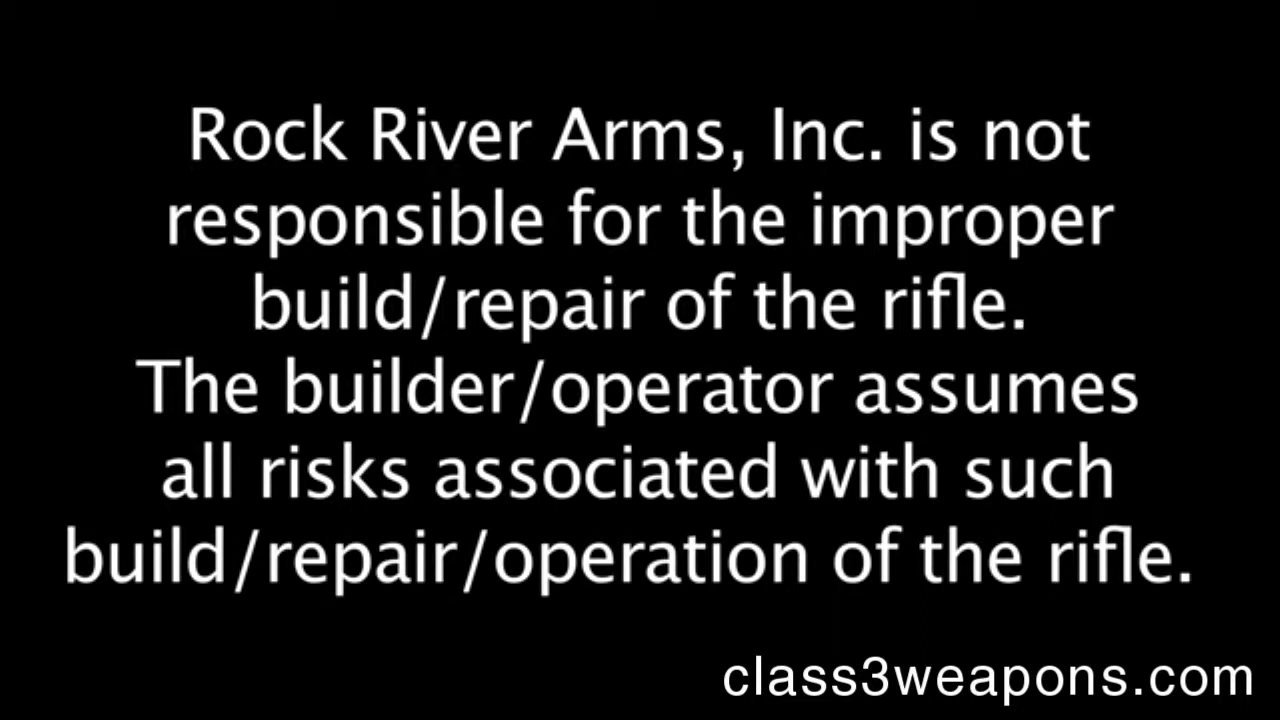 Rock River Arms, Inc. is not
responsible for the improper
build/repair of the rifle.
The builder/operator assumes
all risks associated with such
build/repair/operation of the rifle.
class3weapons.com